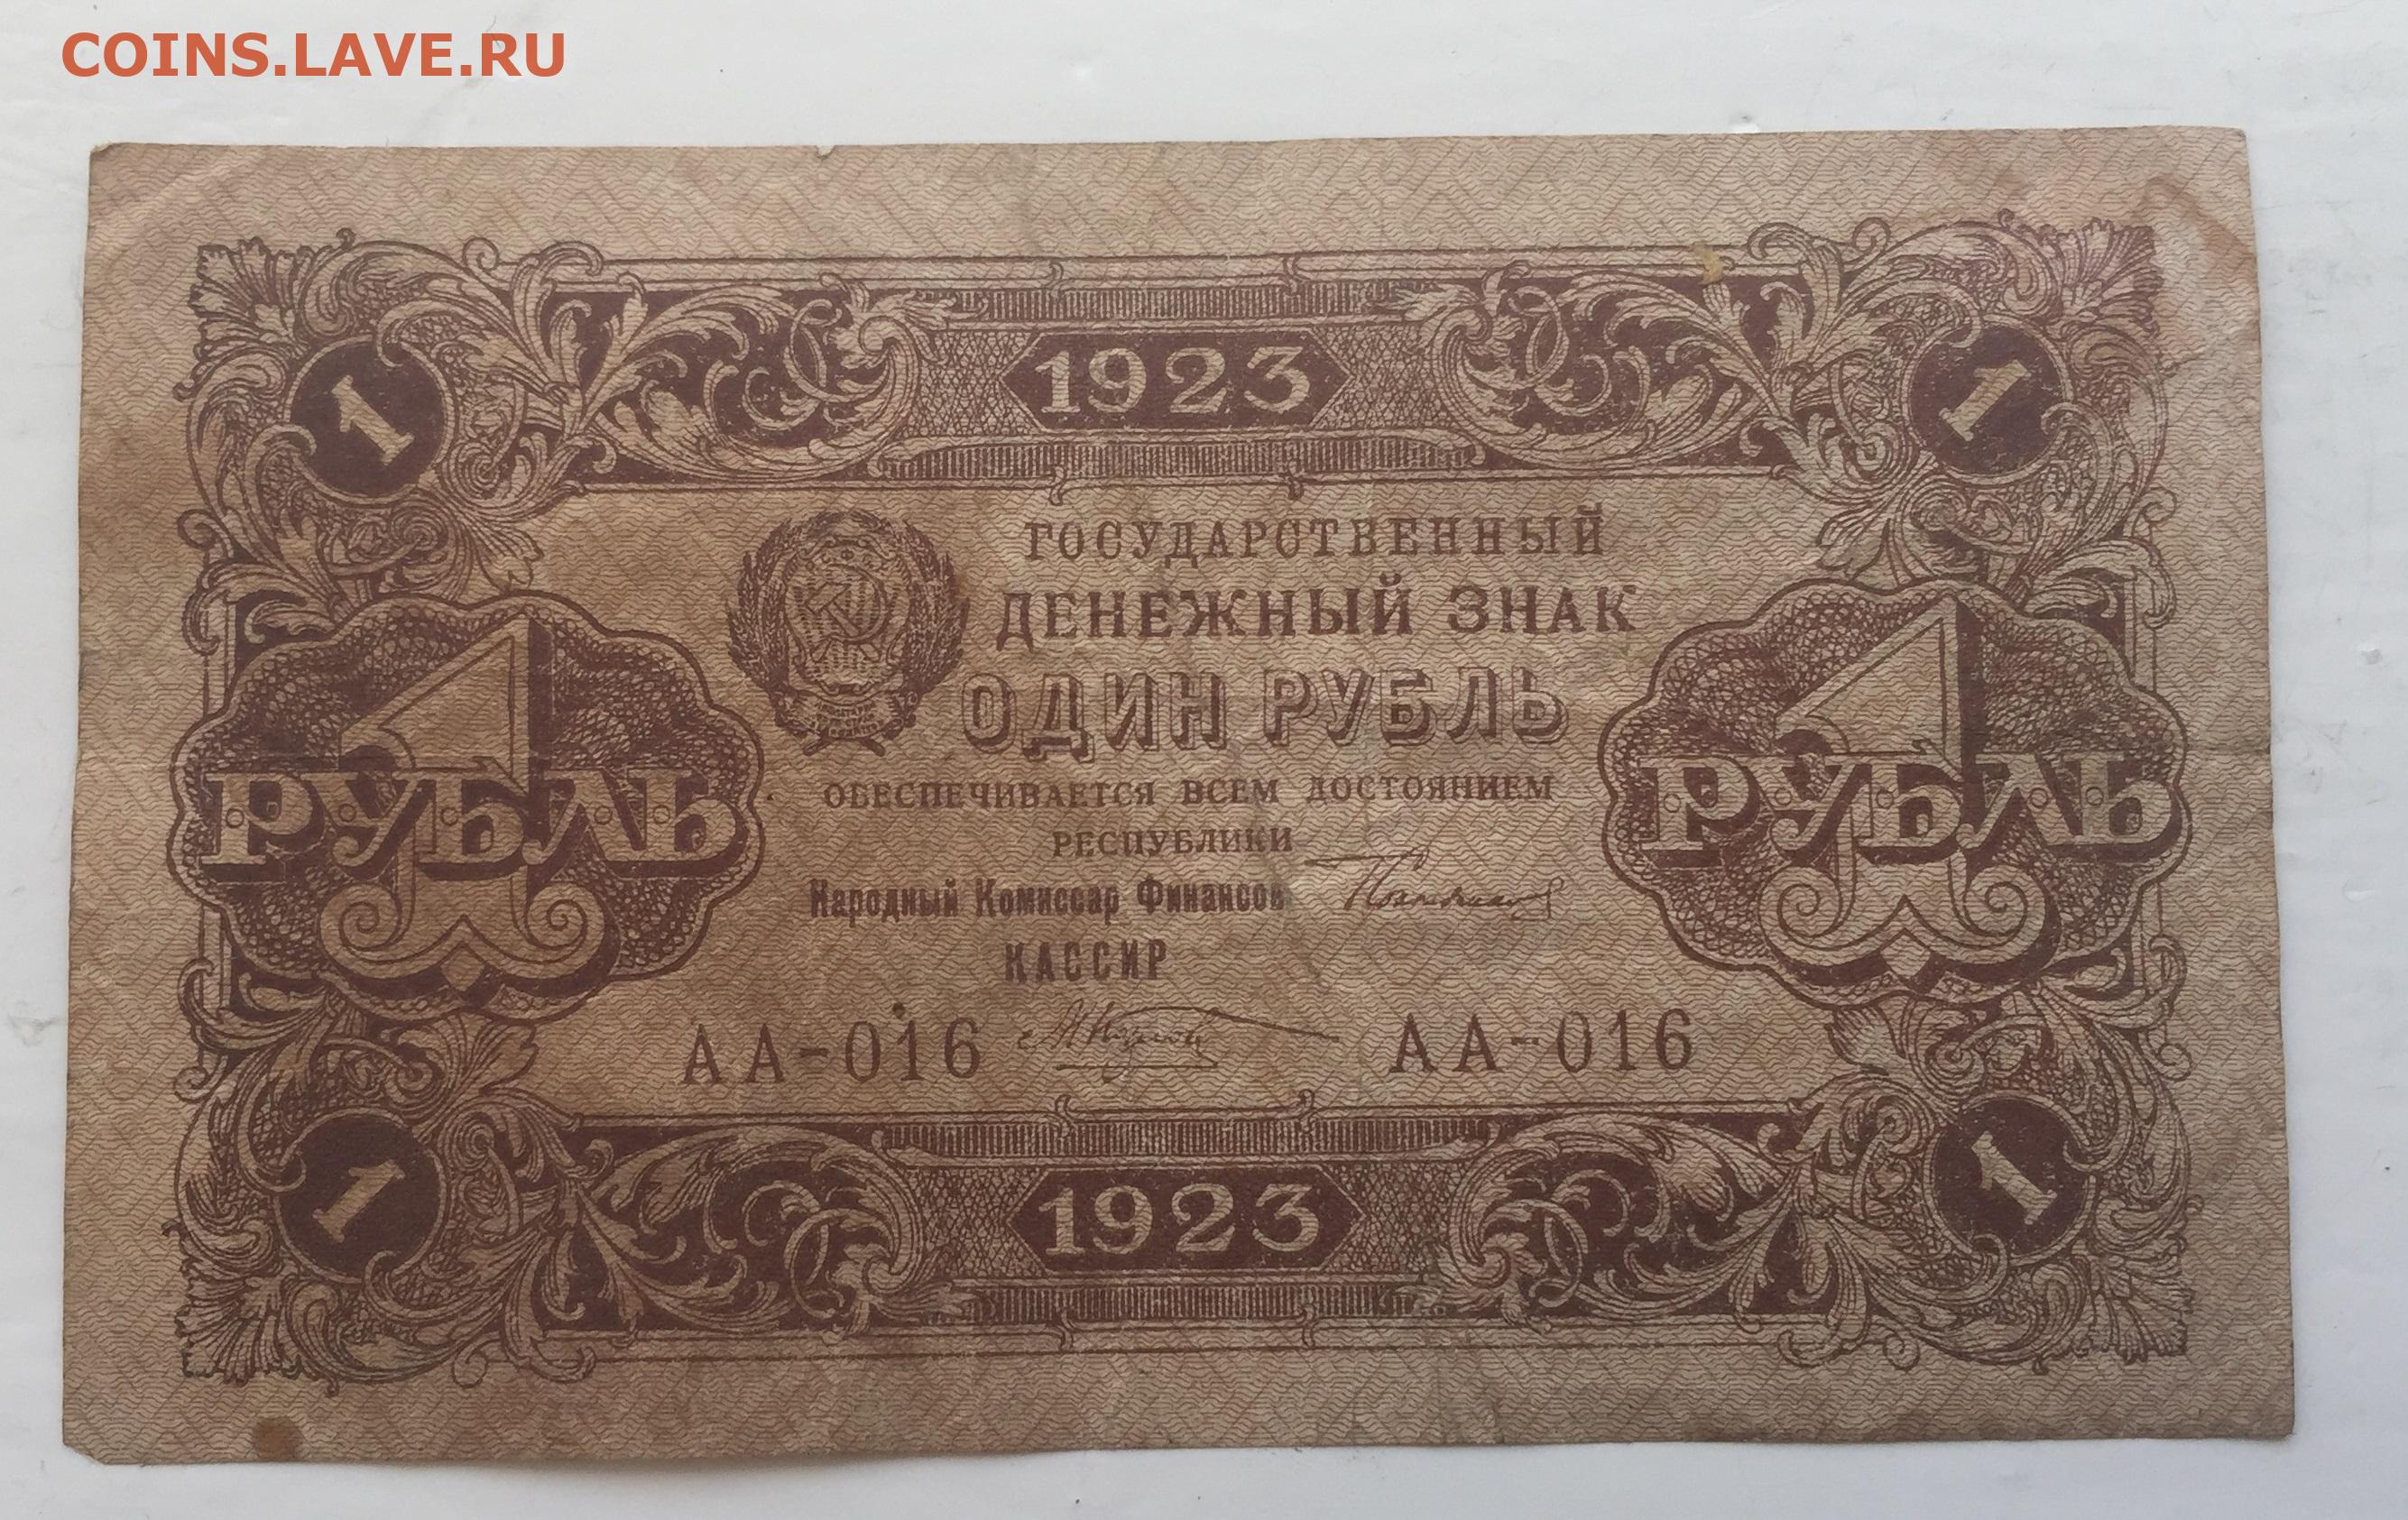 COINS.LAVE.RU
1923
1
1
ГОСУДАРСТВЕННЫЙ
ДЕНЕЖНЫЙ ЗНАК
ОДИН РУБЛЬ
1 РУБЛЬ
1 РУБЛЬ
ОБЕСПЕЧИВАЕТСЯ ВСЕМ ДОСТОЯНИЕМ
РЕСПУБЛИКИ
Народный Комиссар Финансов
КАССИР
АА-016
АА-016
1
1
1923